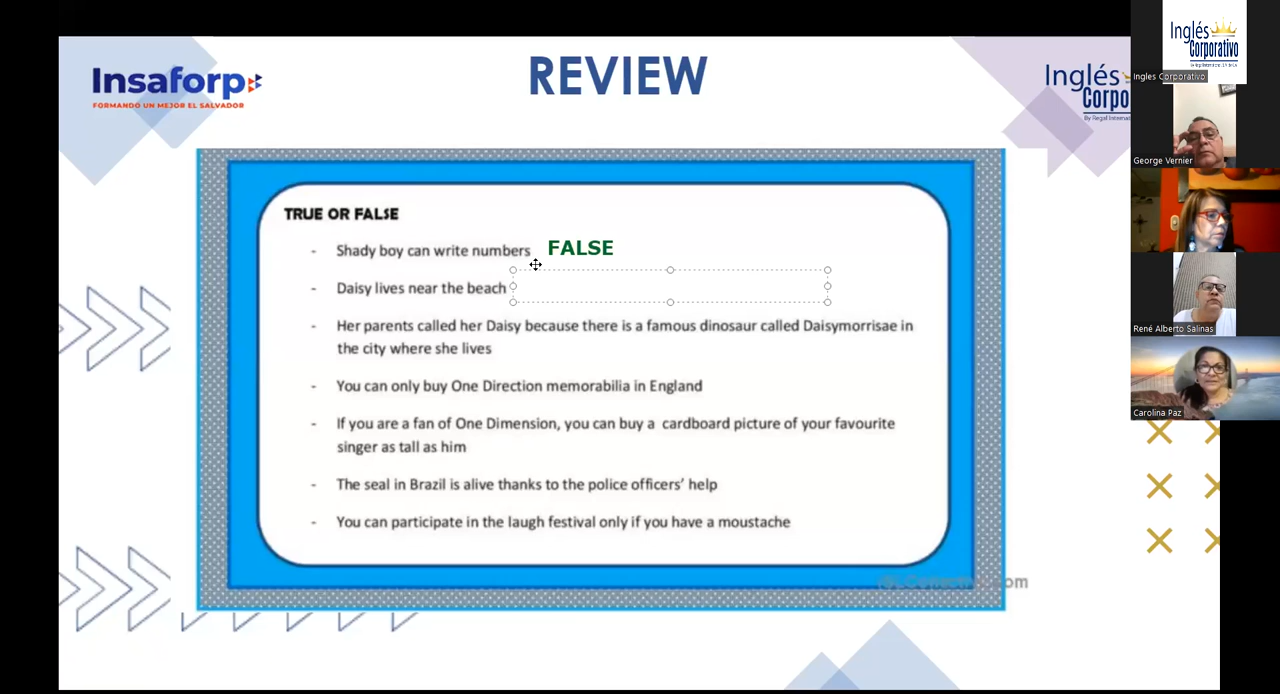 REVIEW
Insaforp
FORMANDO UN MEJOR EL SALVADOR
Inglés
Corpo
By Regal Internat
TRUE OR FALSE
- Shady boy can write numbers FALSE
- Daisy lives near the beach
- Her parents called her Daisy because there is a famous dinosaur called Daisymorrisae in
the city where she lives
- You can only buy One Direction memorabilia in England
- If you are a fan of One Dimension, you can buy a cardboard picture of your favourite
singer as tall as him
- The seal in Brazil is alive thanks to the police officers' help
- You can participate in the laugh festival only if you have a moustache
Inglés
Corporativo
Ingles Corporativo
George Vernier
René Alberto Salinas
Carolina Paz